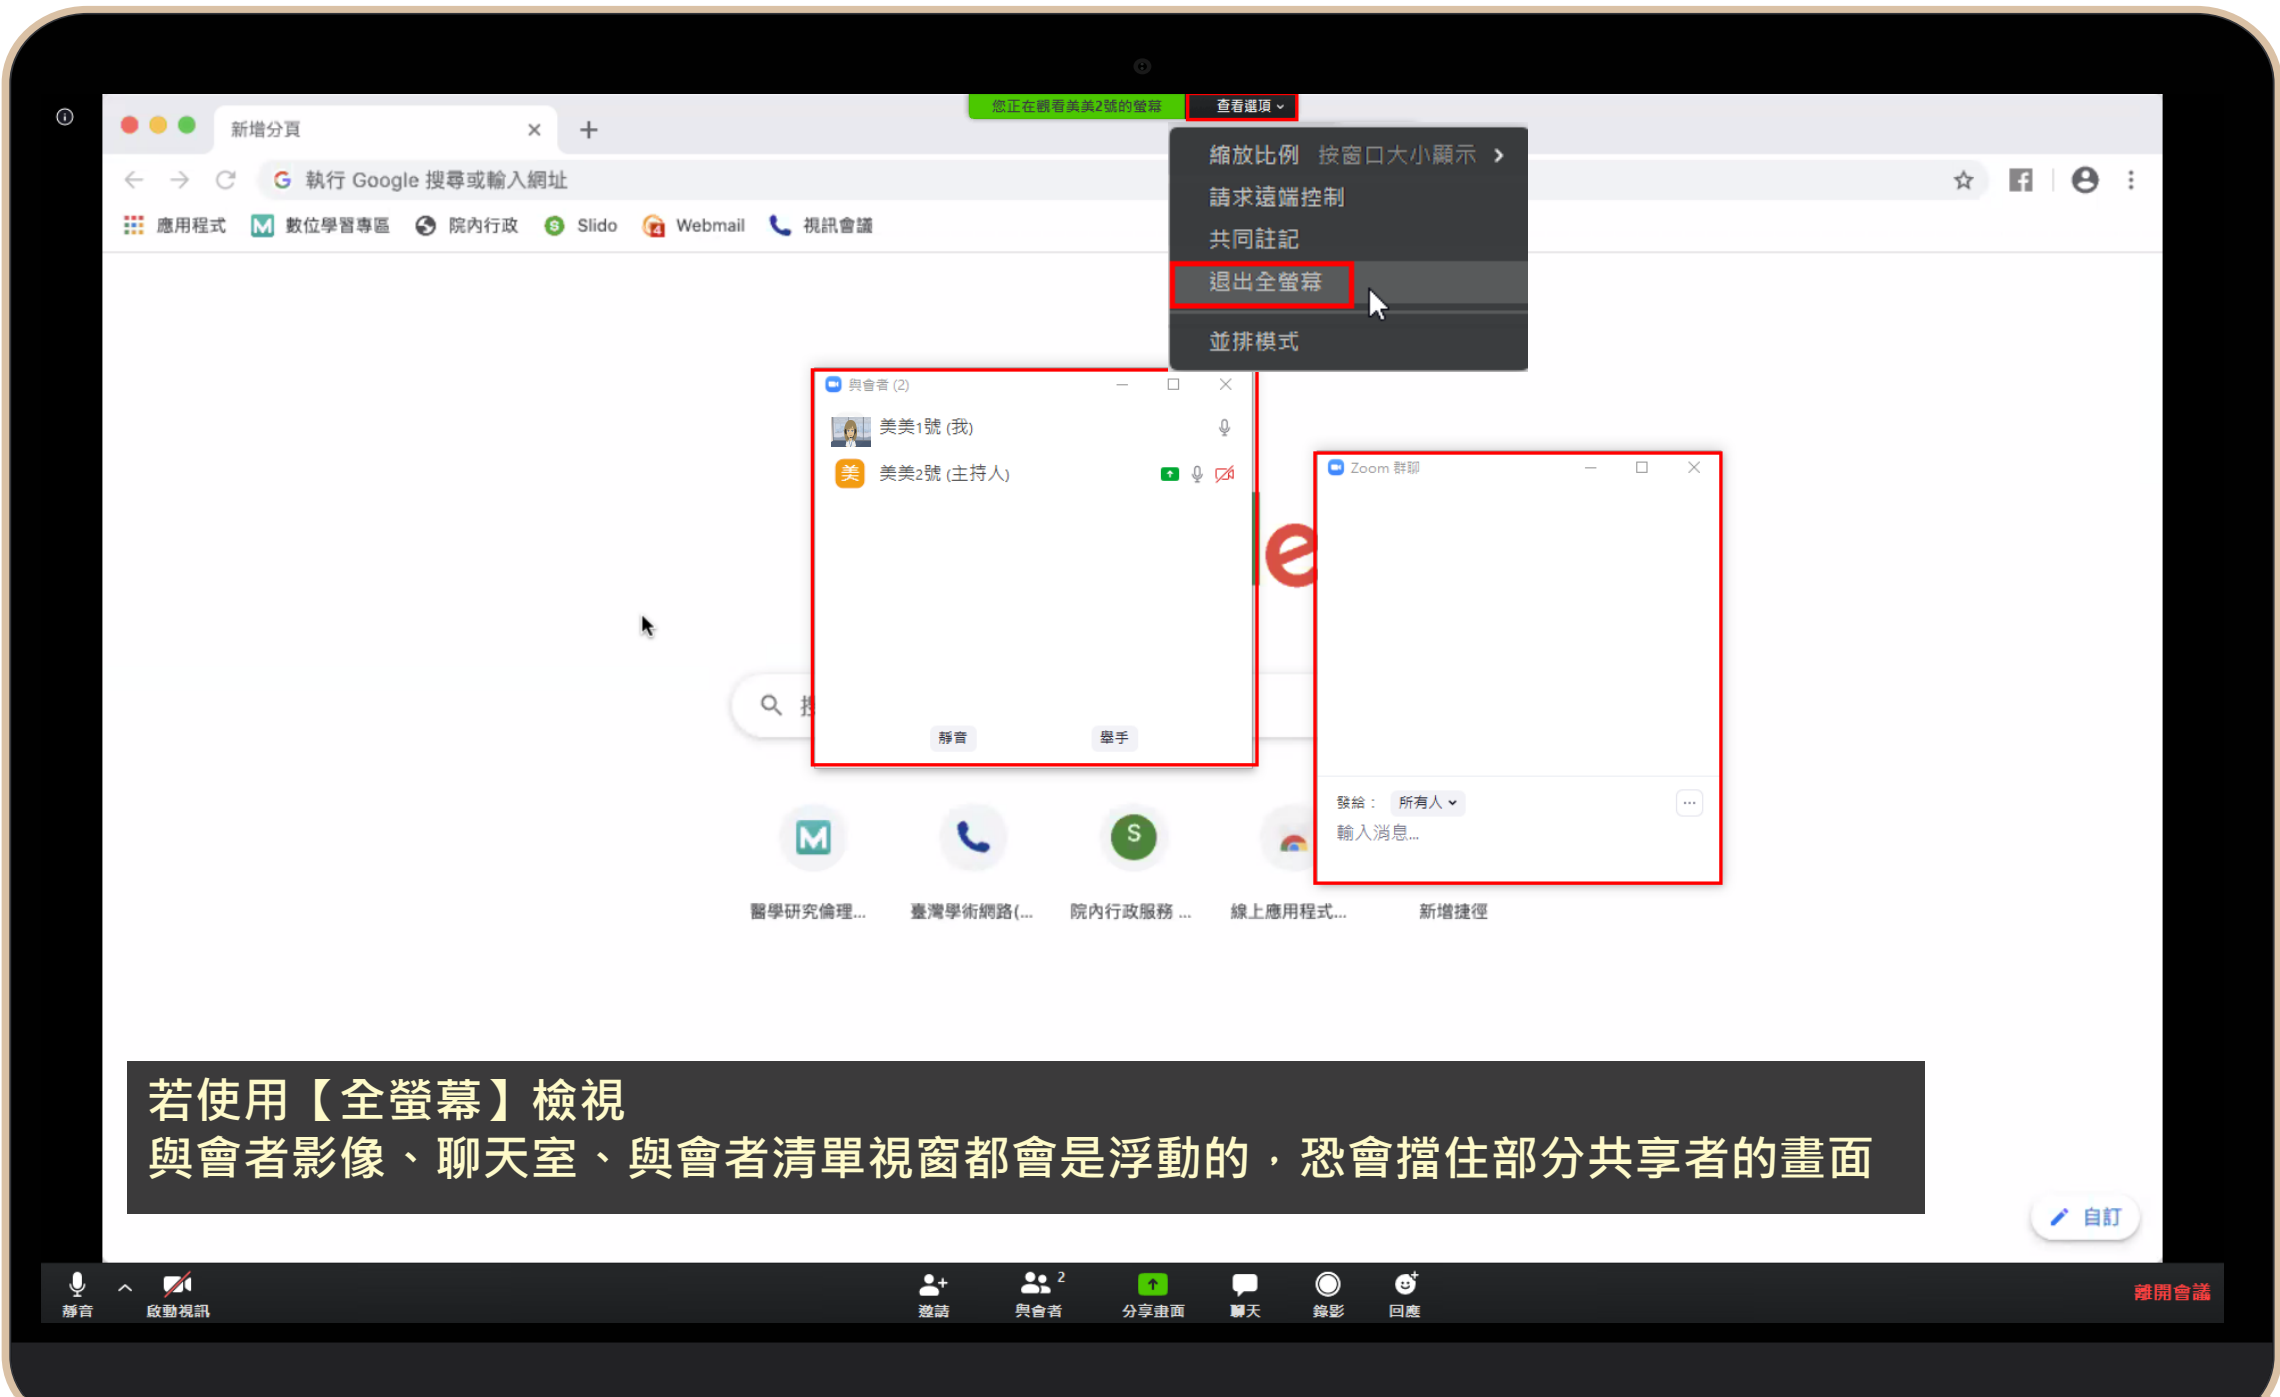 您正在觀看美美2號的螢幕
查看選項
新增分頁
縮放比例 按窗口大小顯示
執行 Google 搜尋或輸入網址
請求遠端控制
應用程式 數位學習專區 院內行政 Slido Webmail 視訊會議
共同註記
退出全螢幕
並排模式
與會者 (2)
美美1號 (我)
美 美美2號 (主持人)
Zoom 群聊
e
靜音 舉手
發給： 所有人
輸入消息...
S
醫學研究倫理... 臺灣學術網路(... 院內行政服務 ... 線上應用程式... 新增捷徑
若使用【全螢幕】檢視
與會者影像、聊天室、與會者清單視窗都會是浮動的，恐會擋住部分共享者的畫面
自訂
靜音 啟動視訊 邀請 與會者 2 分享畫面 聊天 錄影 回應 離開會議